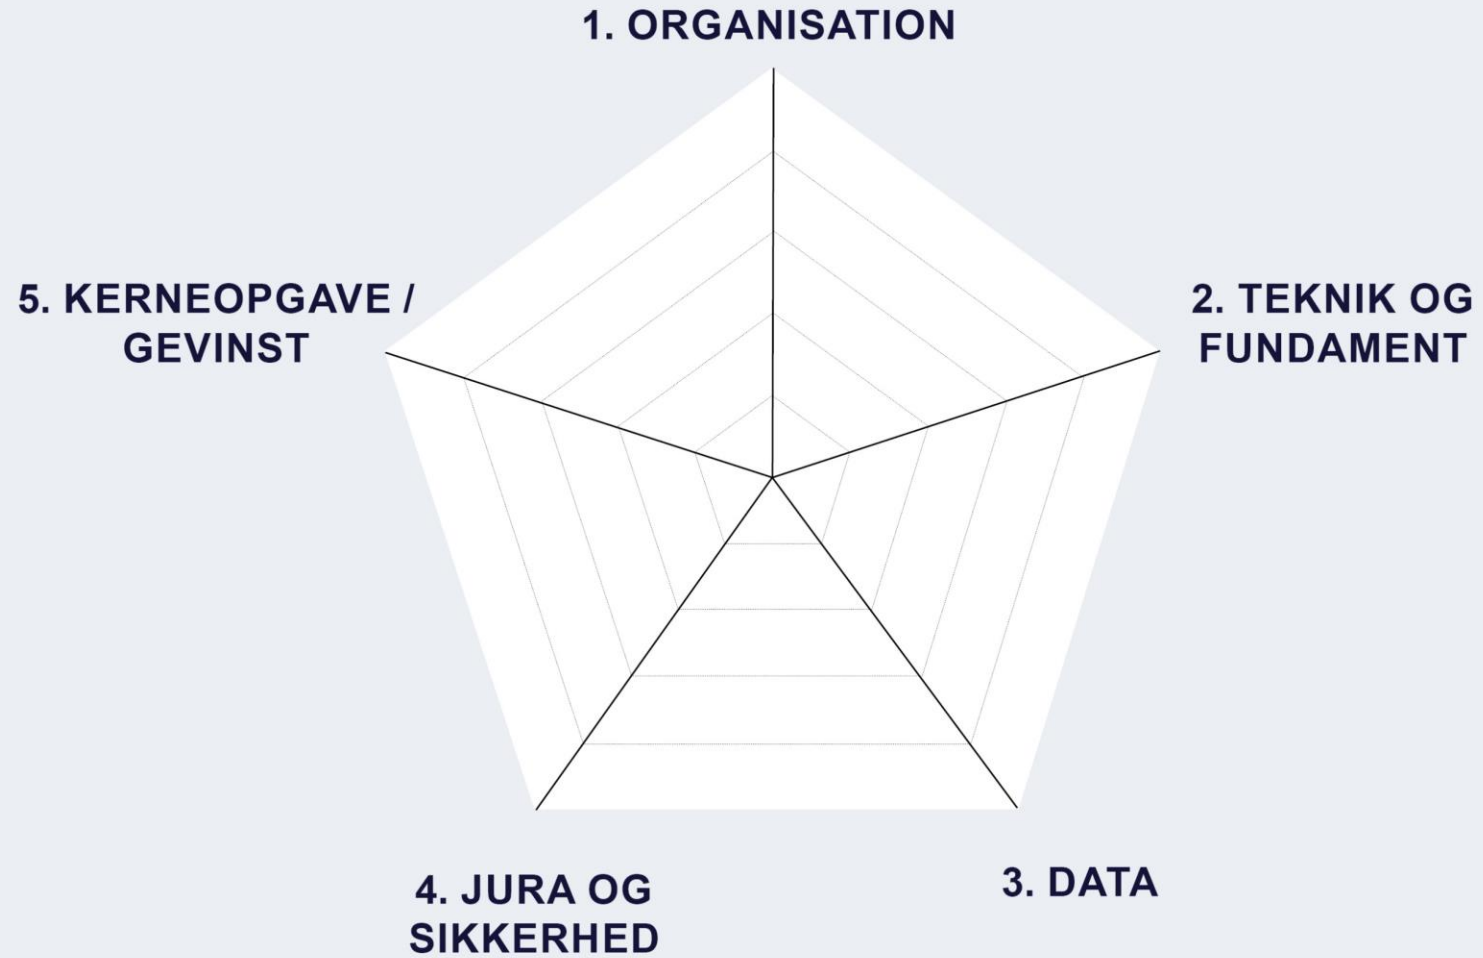 1. ORGANISATION
2. TEKNIK OG
FUNDAMENT
3. DATA
4. JURA OG
SIKKERHED
5. KERNEOPGAVE /
GEVINST